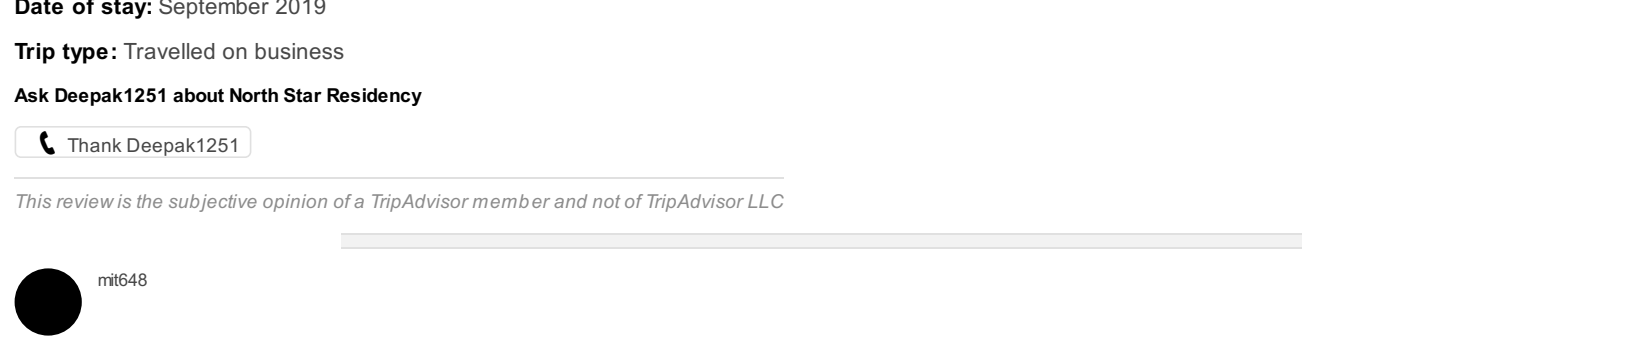 Date of stay: September 2019
Trip type: Travelled on business
Ask Deepak1251 about North Star Residency
Thank Deepak1251
This review is the subjective opinion of a TripAdvisor member and not of TripAdvisor LLC
mit648